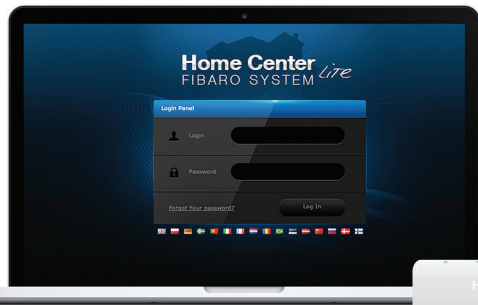 Home Center Lite
FIBARO SYSTEM
Login Panel
Login
Password
Forgot Your password?
Log In
H